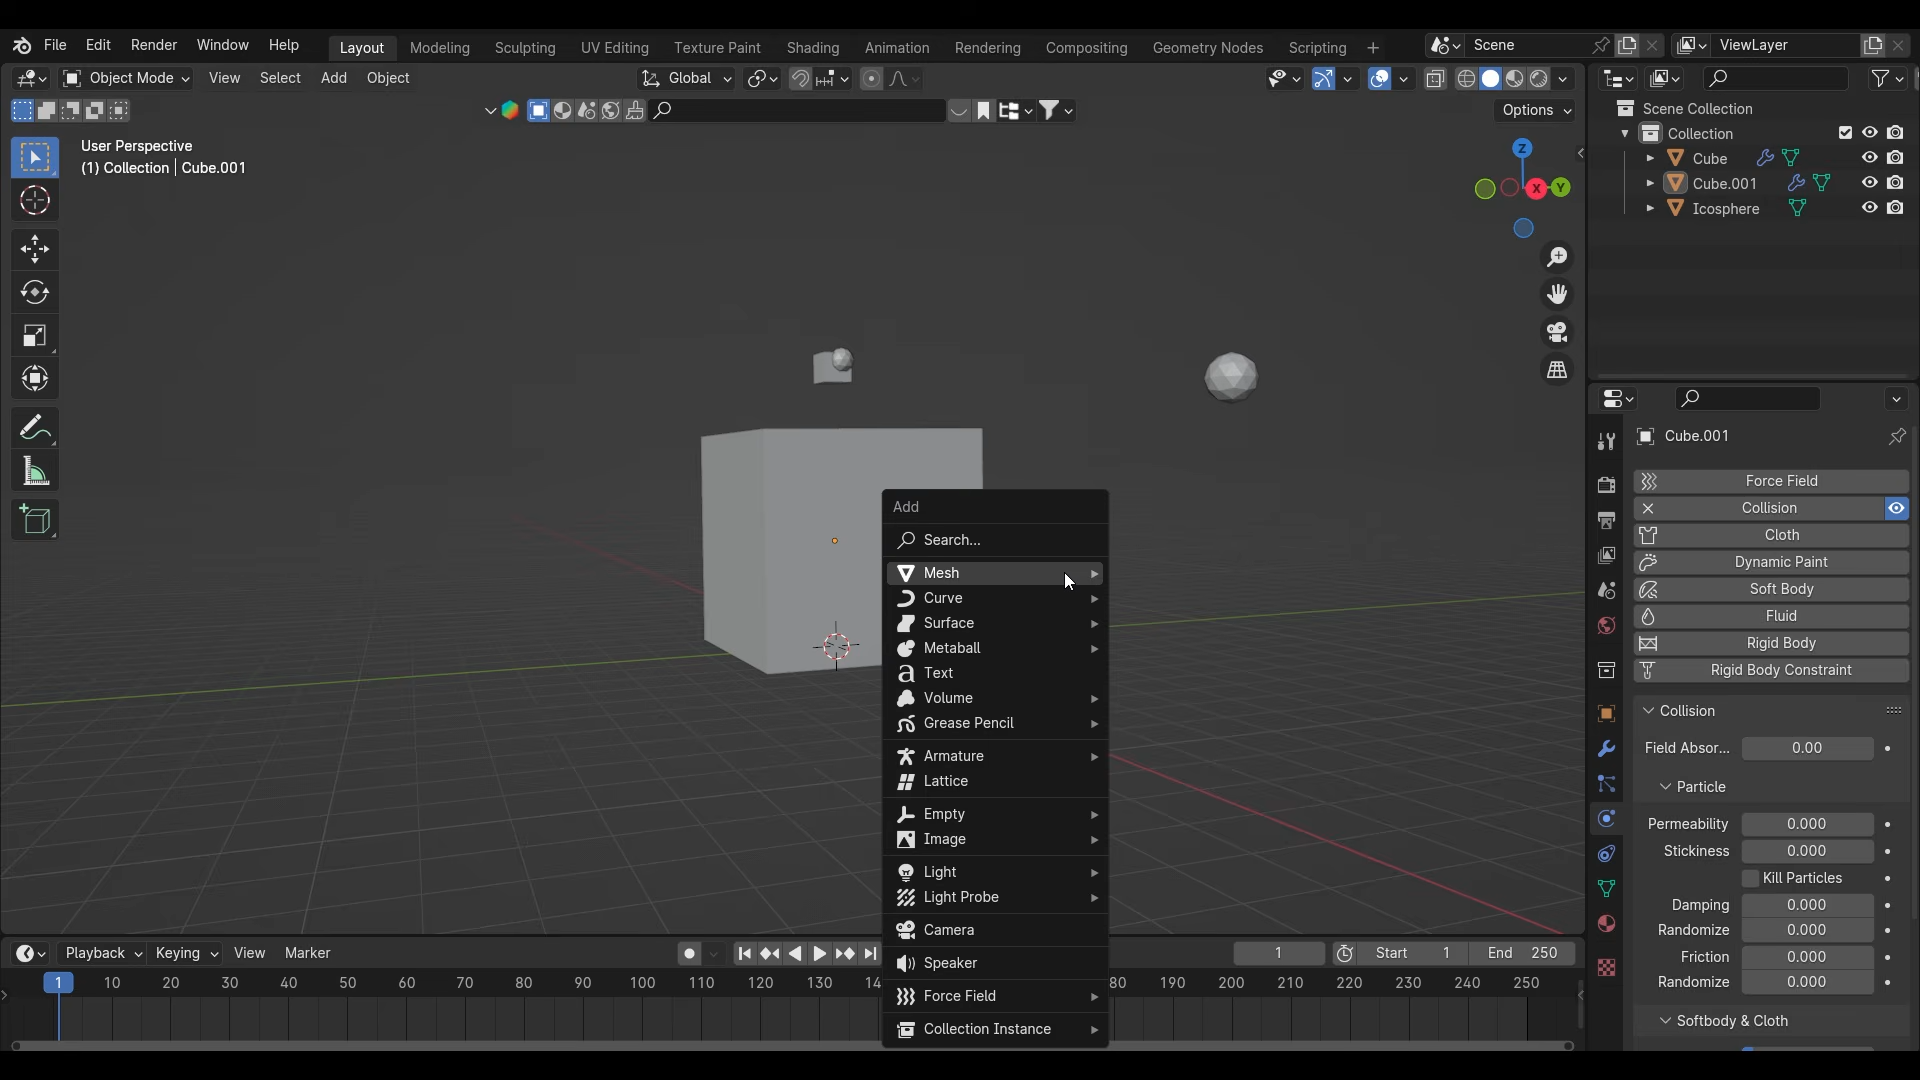 File Edit Render Window Help Layout Modeling Sculpting UV Editing Texture Paint Shading Animation Rendering Compositing Geometry Nodes Scripting + Scene ViewLayer
Object Mode View Select Add Object Global
Options
User Perspective
(1) Collection | Cube.001
Z
X
Y
Scene Collection
Collection
Cube
Cube.001
Icosphere
Add
Search...
Mesh
Curve
Surface
Metaball
Text
Volume
Grease Pencil
Armature
Lattice
Empty
Image
Light
Light Probe
Camera
Speaker
Force Field
Collection Instance
Cube.001
Force Field
Collision
Cloth
Dynamic Paint
Soft Body
Fluid
Rigid Body
Rigid Body Constraint
Collision
Field Absor... 0.00
Particle
Permeability 0.000
Stickiness 0.000
Kill Particles
Damping 0.000
Randomize 0.000
Friction 0.000
Randomize 0.000
Softbody & Cloth
Playback Keying View Marker 1 Start 1 End 250
1 10 20 30 40 50 60 70 80 90 100 110 120 130 14 80 190 200 210 220 230 240 250